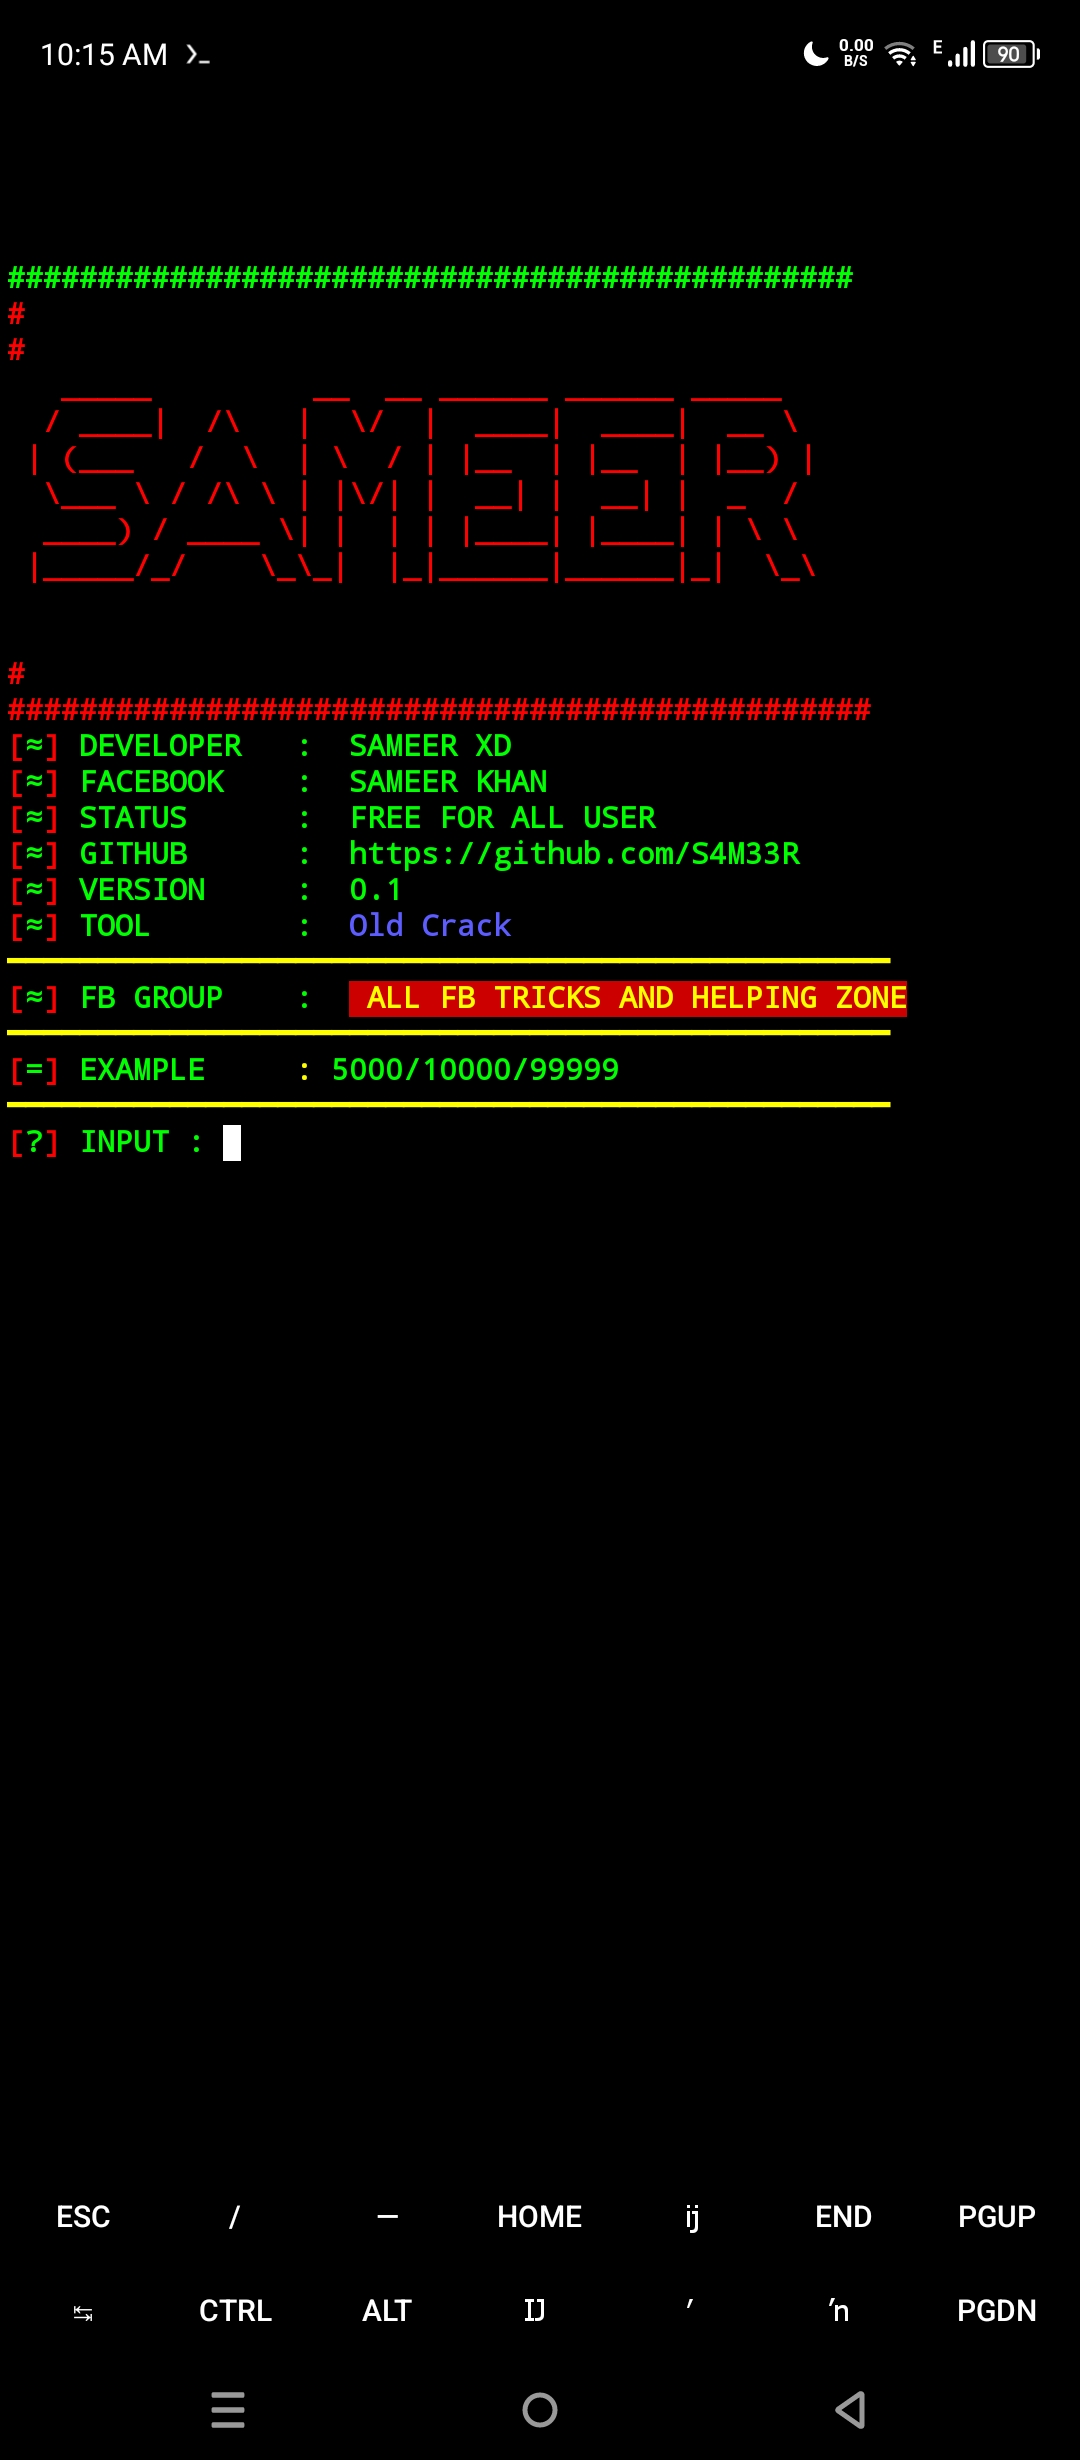 10:15 AM >_ 0.00 B/S E 90
###############################################
#
#
SAMEER
#
################################################
[≈] DEVELOPER : SAMEER XD
[≈] FACEBOOK : SAMEER KHAN
[≈] STATUS : FREE FOR ALL USER
[≈] GITHUB : https://github.com/S4M33R
[≈] VERSION : 0.1
[≈] TOOL : Old Crack
[≈] FB GROUP : ALL FB TRICKS AND HELPING ZONE
[=] EXAMPLE : 5000/10000/99999
[?] INPUT :
ESC / — HOME ĳ END PGUP
↹ CTRL ALT Ĳ ′ ŉ PGDN